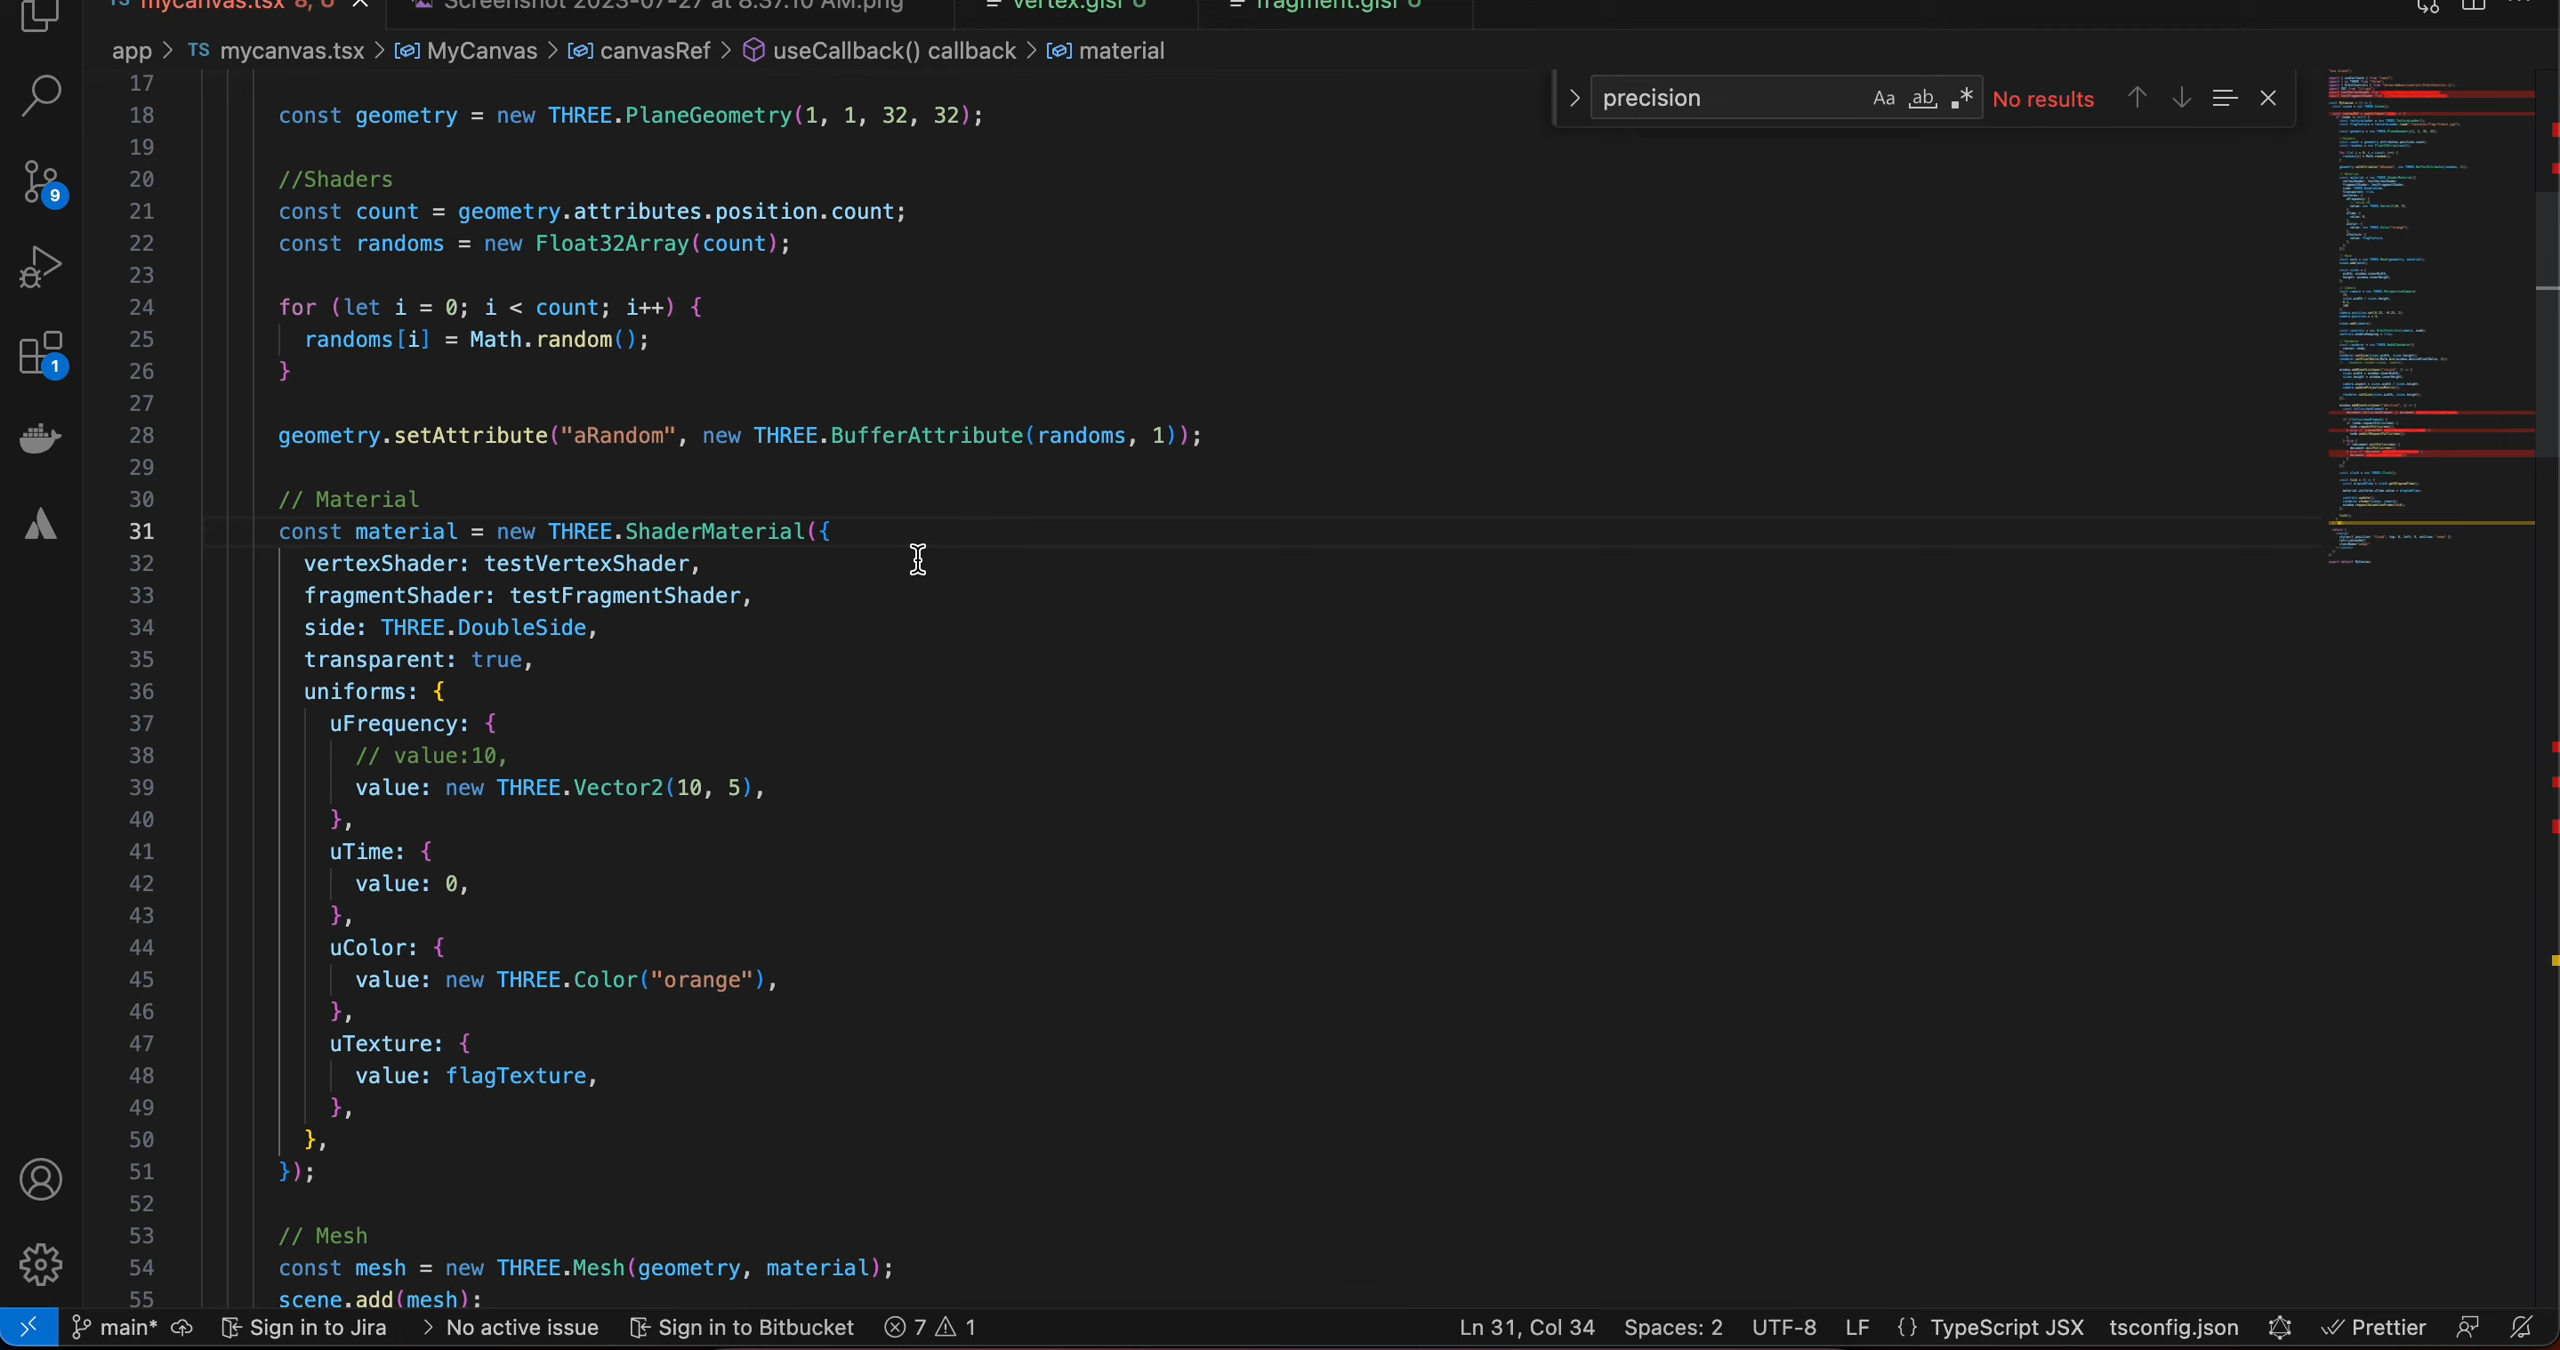 TS mycanvas.tsx 8, U Screenshot 2023-07-27 at 8.37.10 AM.png vertex.glsl U fragment.glsl U
app > TS mycanvas.tsx > MyCanvas > canvasRef > useCallback() callback > material
precision Aa ab .* No results
17
18 const geometry = new THREE.PlaneGeometry(1, 1, 32, 32);
19
20 //Shaders
21 const count = geometry.attributes.position.count;
22 const randoms = new Float32Array(count);
23
24 for (let i = 0; i < count; i++) {
25 randoms[i] = Math.random();
26 }
27
28 geometry.setAttribute("aRandom", new THREE.BufferAttribute(randoms, 1));
29
30 // Material
31 const material = new THREE.ShaderMaterial({
32 vertexShader: testVertexShader,
33 fragmentShader: testFragmentShader,
34 side: THREE.DoubleSide,
35 transparent: true,
36 uniforms: {
37 uFrequency: {
38 // value:10,
39 value: new THREE.Vector2(10, 5),
40 },
41 uTime: {
42 value: 0,
43 },
44 uColor: {
45 value: new THREE.Color("orange"),
46 },
47 uTexture: {
48 value: flagTexture,
49 },
50 },
51 });
52
53 // Mesh
54 const mesh = new THREE.Mesh(geometry, material);
55 scene.add(mesh);
9
1
main* Sign in to Jira > No active issue Sign in to Bitbucket 7 1 Ln 31, Col 34 Spaces: 2 UTF-8 LF {} TypeScript JSX tsconfig.json Prettier